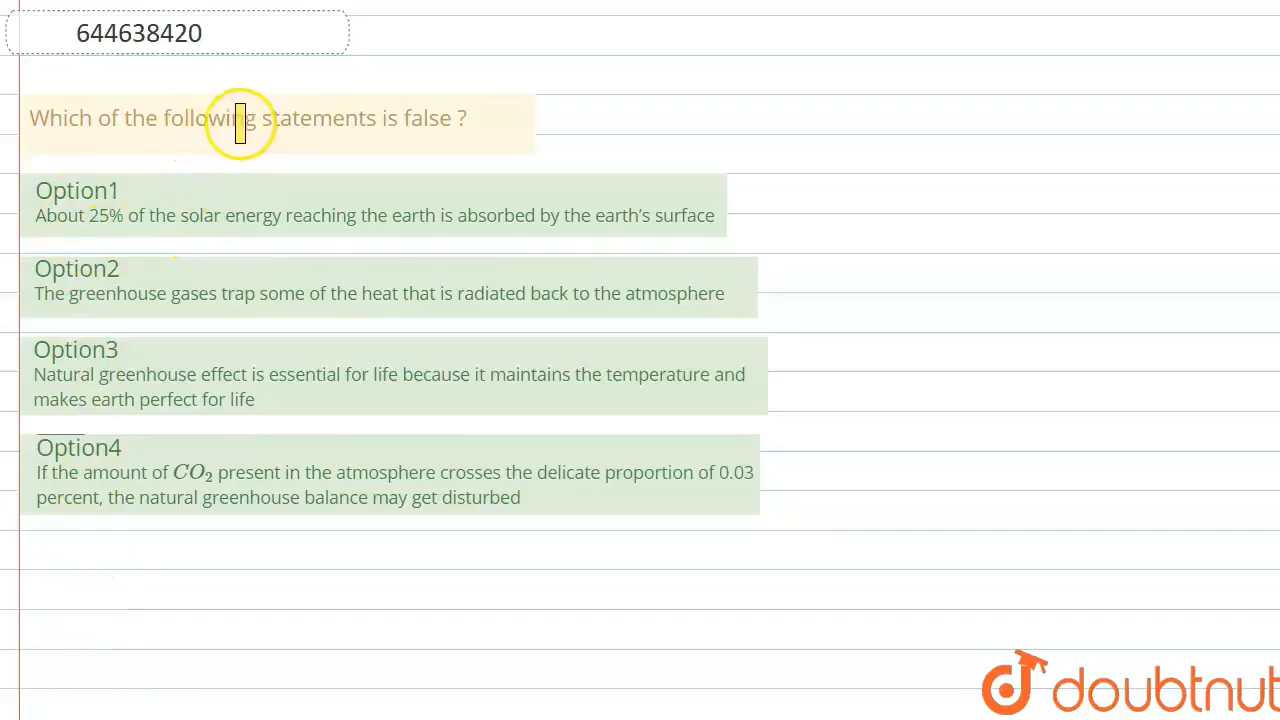 644638420
Which of the following statements is false ?
Option1
About 25% of the solar energy reaching the earth is absorbed by the earth’s surface
Option2
The greenhouse gases trap some of the heat that is radiated back to the atmosphere
Option3
Natural greenhouse effect is essential for life because it maintains the temperature and
makes earth perfect for life
Option4
If the amount of CO₂ present in the atmosphere crosses the delicate proportion of 0.03
percent, the natural greenhouse balance may get disturbed
doubtnut